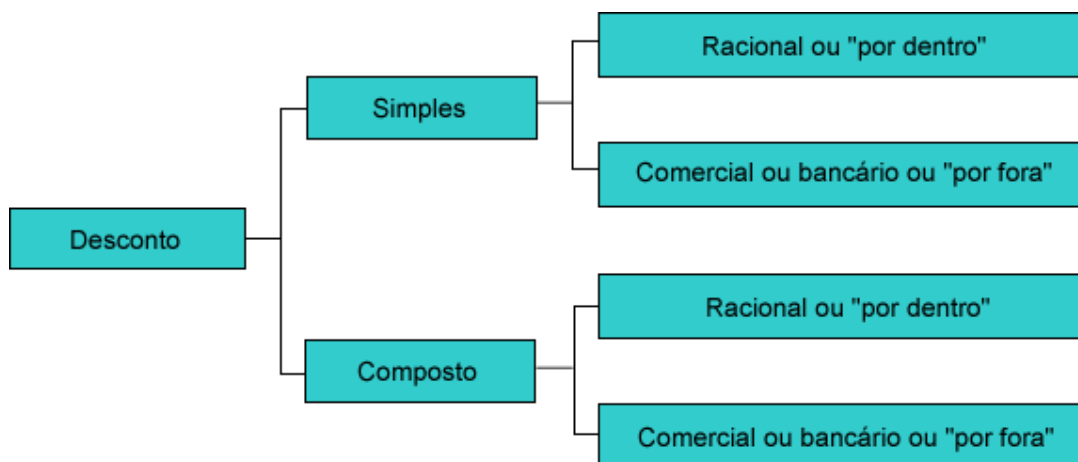 Desconto
Simples
Racional ou "por dentro"
Comercial ou bancário ou "por fora"
Composto
Racional ou "por dentro"
Comercial ou bancário ou "por fora"